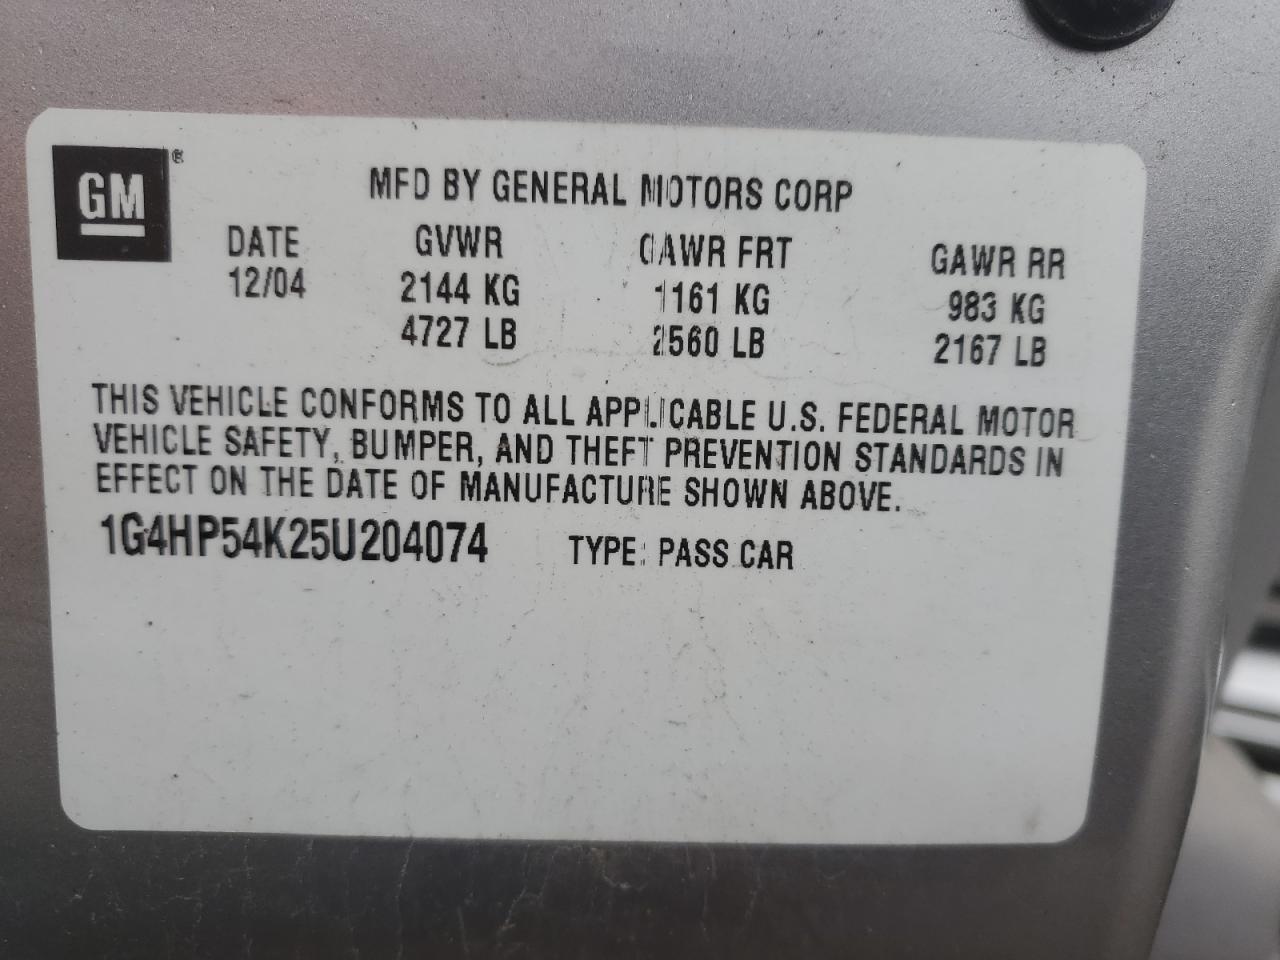 GM ®
MFD BY GENERAL MOTORS CORP
DATE GVWR GAWR FRT GAWR RR
12/04 2144 KG 1161 KG 983 KG
4727 LB 2560 LB 2167 LB
THIS VEHICLE CONFORMS TO ALL APPLICABLE U.S. FEDERAL MOTOR
VEHICLE SAFETY, BUMPER, AND THEFT PREVENTION STANDARDS IN
EFFECT ON THE DATE OF MANUFACTURE SHOWN ABOVE.
1G4HP54K25U204074 TYPE: PASS CAR